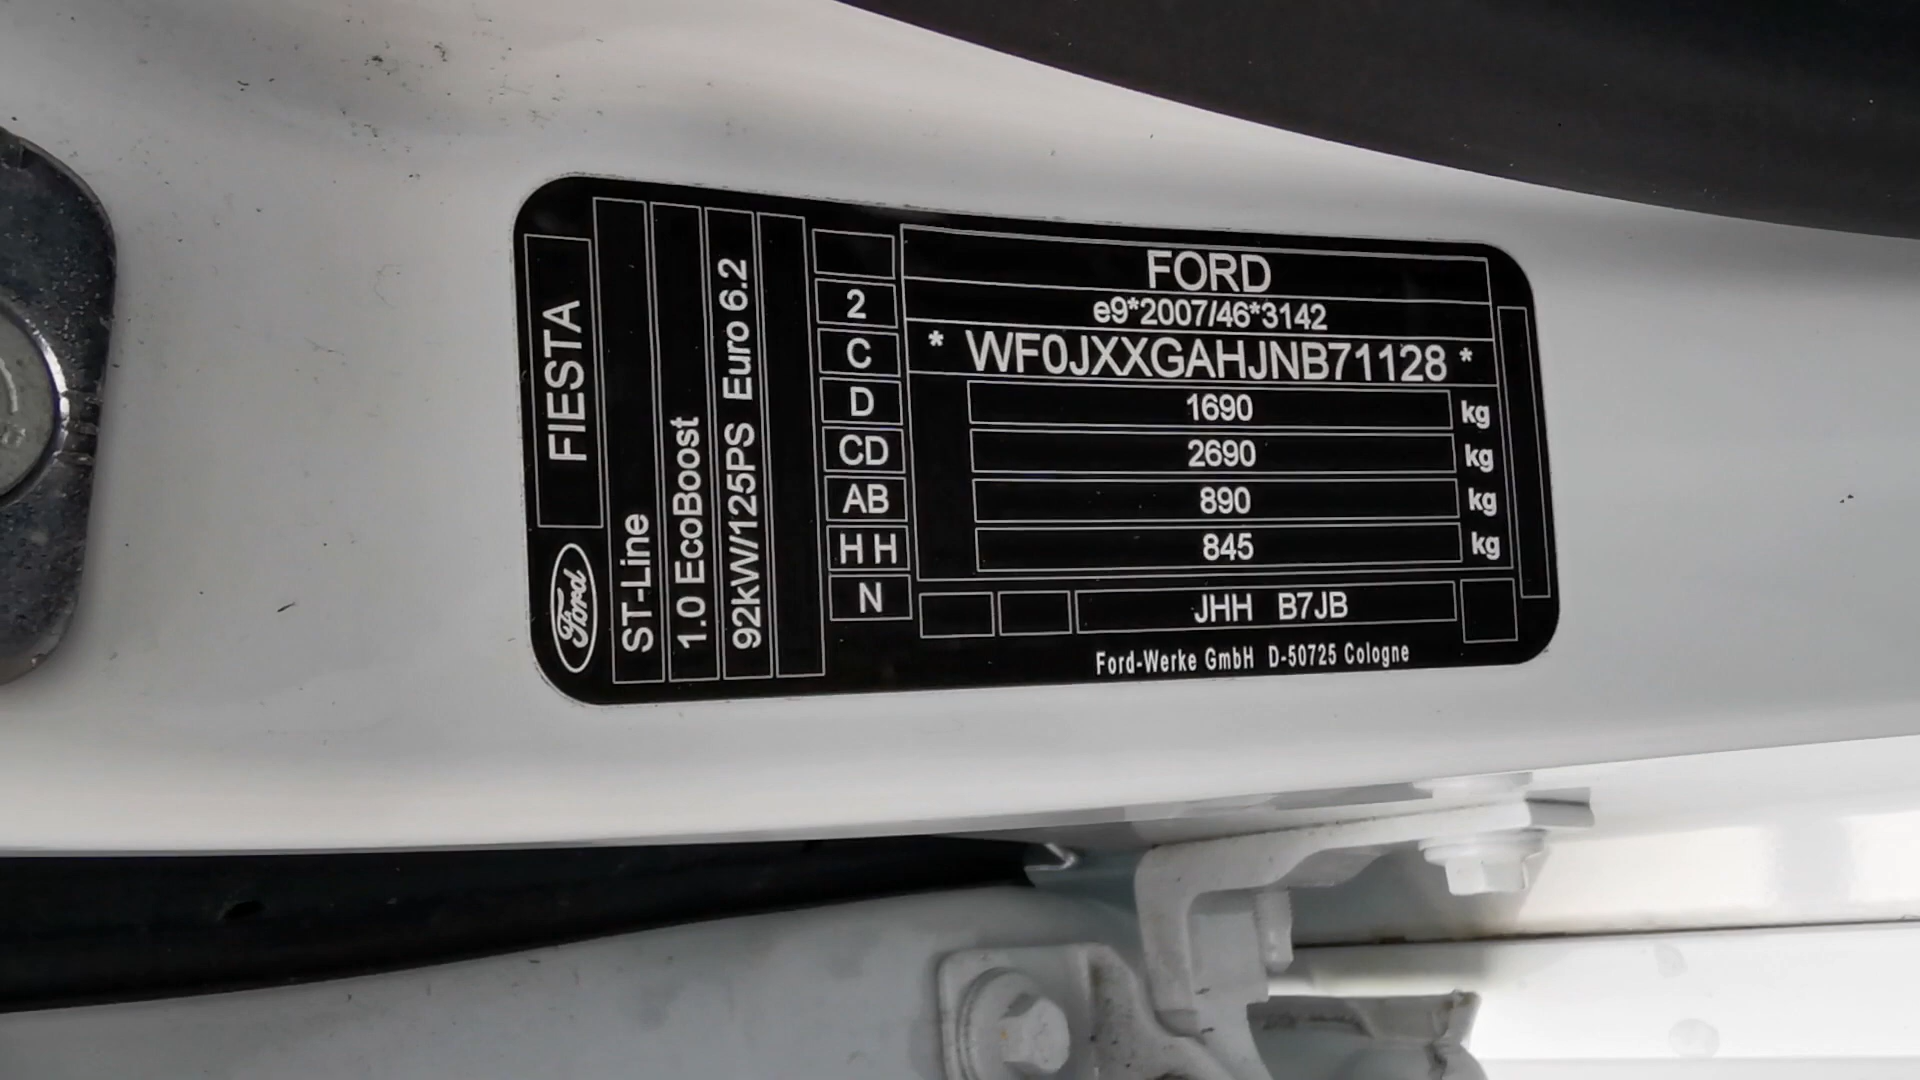 FORD
e9*2007/46*3142
* WF0JXXGAHJNB71128 *
1690 kg
2690 kg
890 kg
845 kg
JHH B7JB
Ford-Werke GmbH D-50725 Cologne
2
C
D
CD
AB
H H
N
Ford FIESTA
ST-Line
1.0 EcoBoost
92kW/125PS Euro 6.2